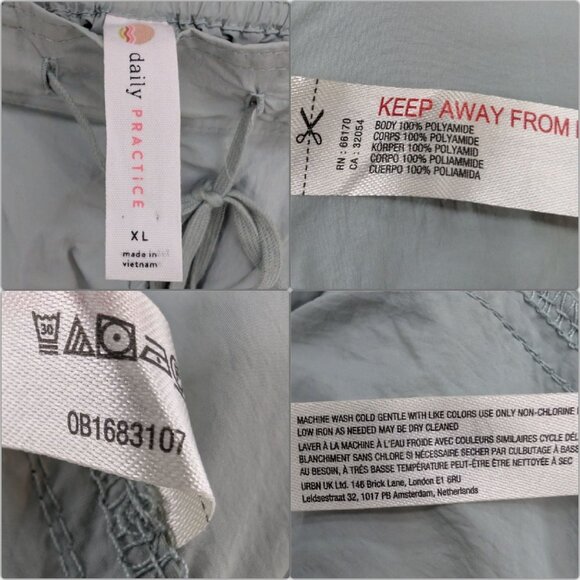 daily
PRACTICE
XL
made in
vietnam
KEEP AWAY FROM
RN : 66170
CA : 32054
BODY 100% POLYAMIDE
CORPS 100% POLYAMIDE
KÖRPER 100% POLYAMID
CORPO 100% POLIAMMIDE
CUERPO 100% POLIAMIDA
30
OB1683107
MACHINE WASH COLD GENTLE WITH LIKE COLORS USE ONLY NON-CHLORINE
LOW IRON AS NEEDED MAY BE DRY CLEANED
LAVER À LA MACHINE À L'EAU FROIDE AVEC COULEURS SIMILAIRES CYCLE DÉL
BLANCHIMENT SANS CHLORE SI NÉCESSAIRE SÉCHER PAR CULBUTAGE À BASSE
AU BESOIN, À TRÈS BASSE TEMPÉRATURE PEUT-ÊTRE ÊTRE NETTOYÉE À SEC
URBN UK Ltd. 146 Brick Lane, London E1 6RU
Leidsestraat 32, 1017 PB Amsterdam, Netherlands